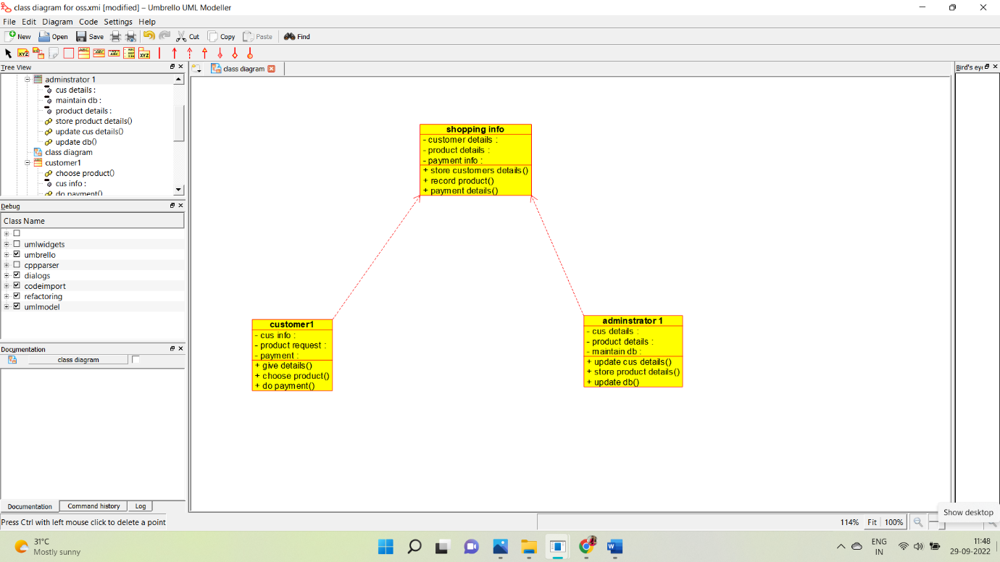 class diagram for oss.xmi [modified] – Umbrello UML Modeller
File Edit Diagram Code Settings Help
New Open Save Cut Copy Paste Find
Tree View
adminstrator 1
cus details :
maintain db :
product details :
store product details()
update cus details()
update db()
class diagram
customer1
choose product()
cus info :
do payment()
Debug
Class Name
umlwidgets
umbrello
cppparser
dialogs
codeimport
refactoring
umlmodel
Documentation
class diagram
Documentation Command history Log
Press Ctrl with left mouse click to delete a point
class diagram
shopping info
- customer details :
- product details :
- payment info :
+ store customers details()
+ record product()
+ payment details()
customer1
- cus info :
- product request :
- payment :
+ give details()
+ choose product()
+ do payment()
adminstrator 1
- cus details :
- product details :
- maintain db :
+ update cus details()
+ store product details()
+ update db()
Bird's eye
Show desktop
114% Fit 100%
31°C
Mostly sunny
ENG
IN
11:48
29-09-2022